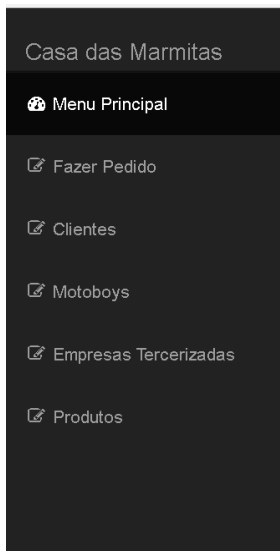 Casa das Marmitas
Menu Principal
Fazer Pedido
Clientes
Motoboys
Empresas Tercerizadas
Produtos